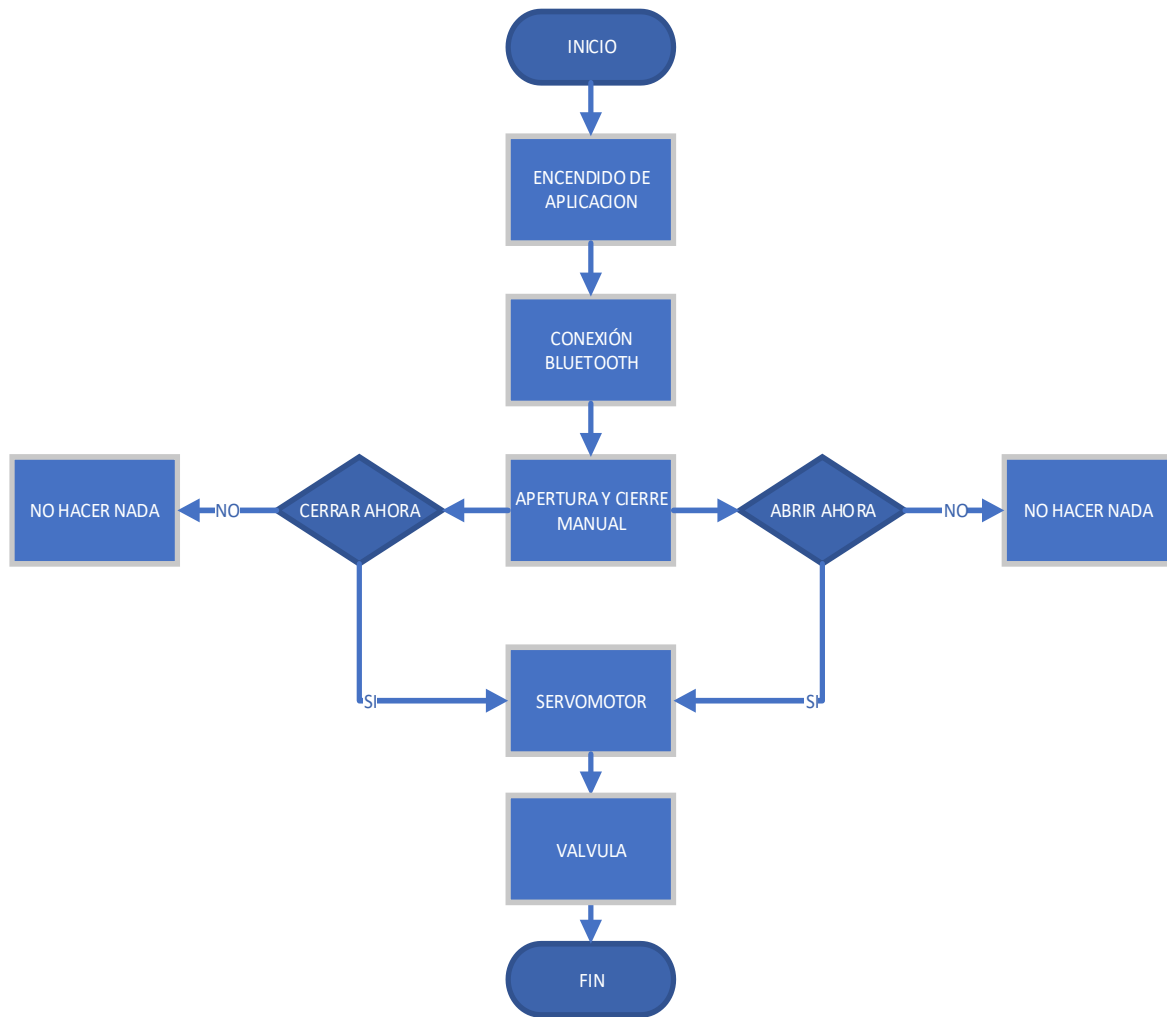 INICIO
ENCENDIDO DE
APLICACION
CONEXIÓN
BLUETOOTH
NO HACER NADA
NO
CERRAR AHORA
APERTURA Y CIERRE
MANUAL
ABRIR AHORA
NO
NO HACER NADA
SI
SERVOMOTOR
SI
VALVULA
FIN